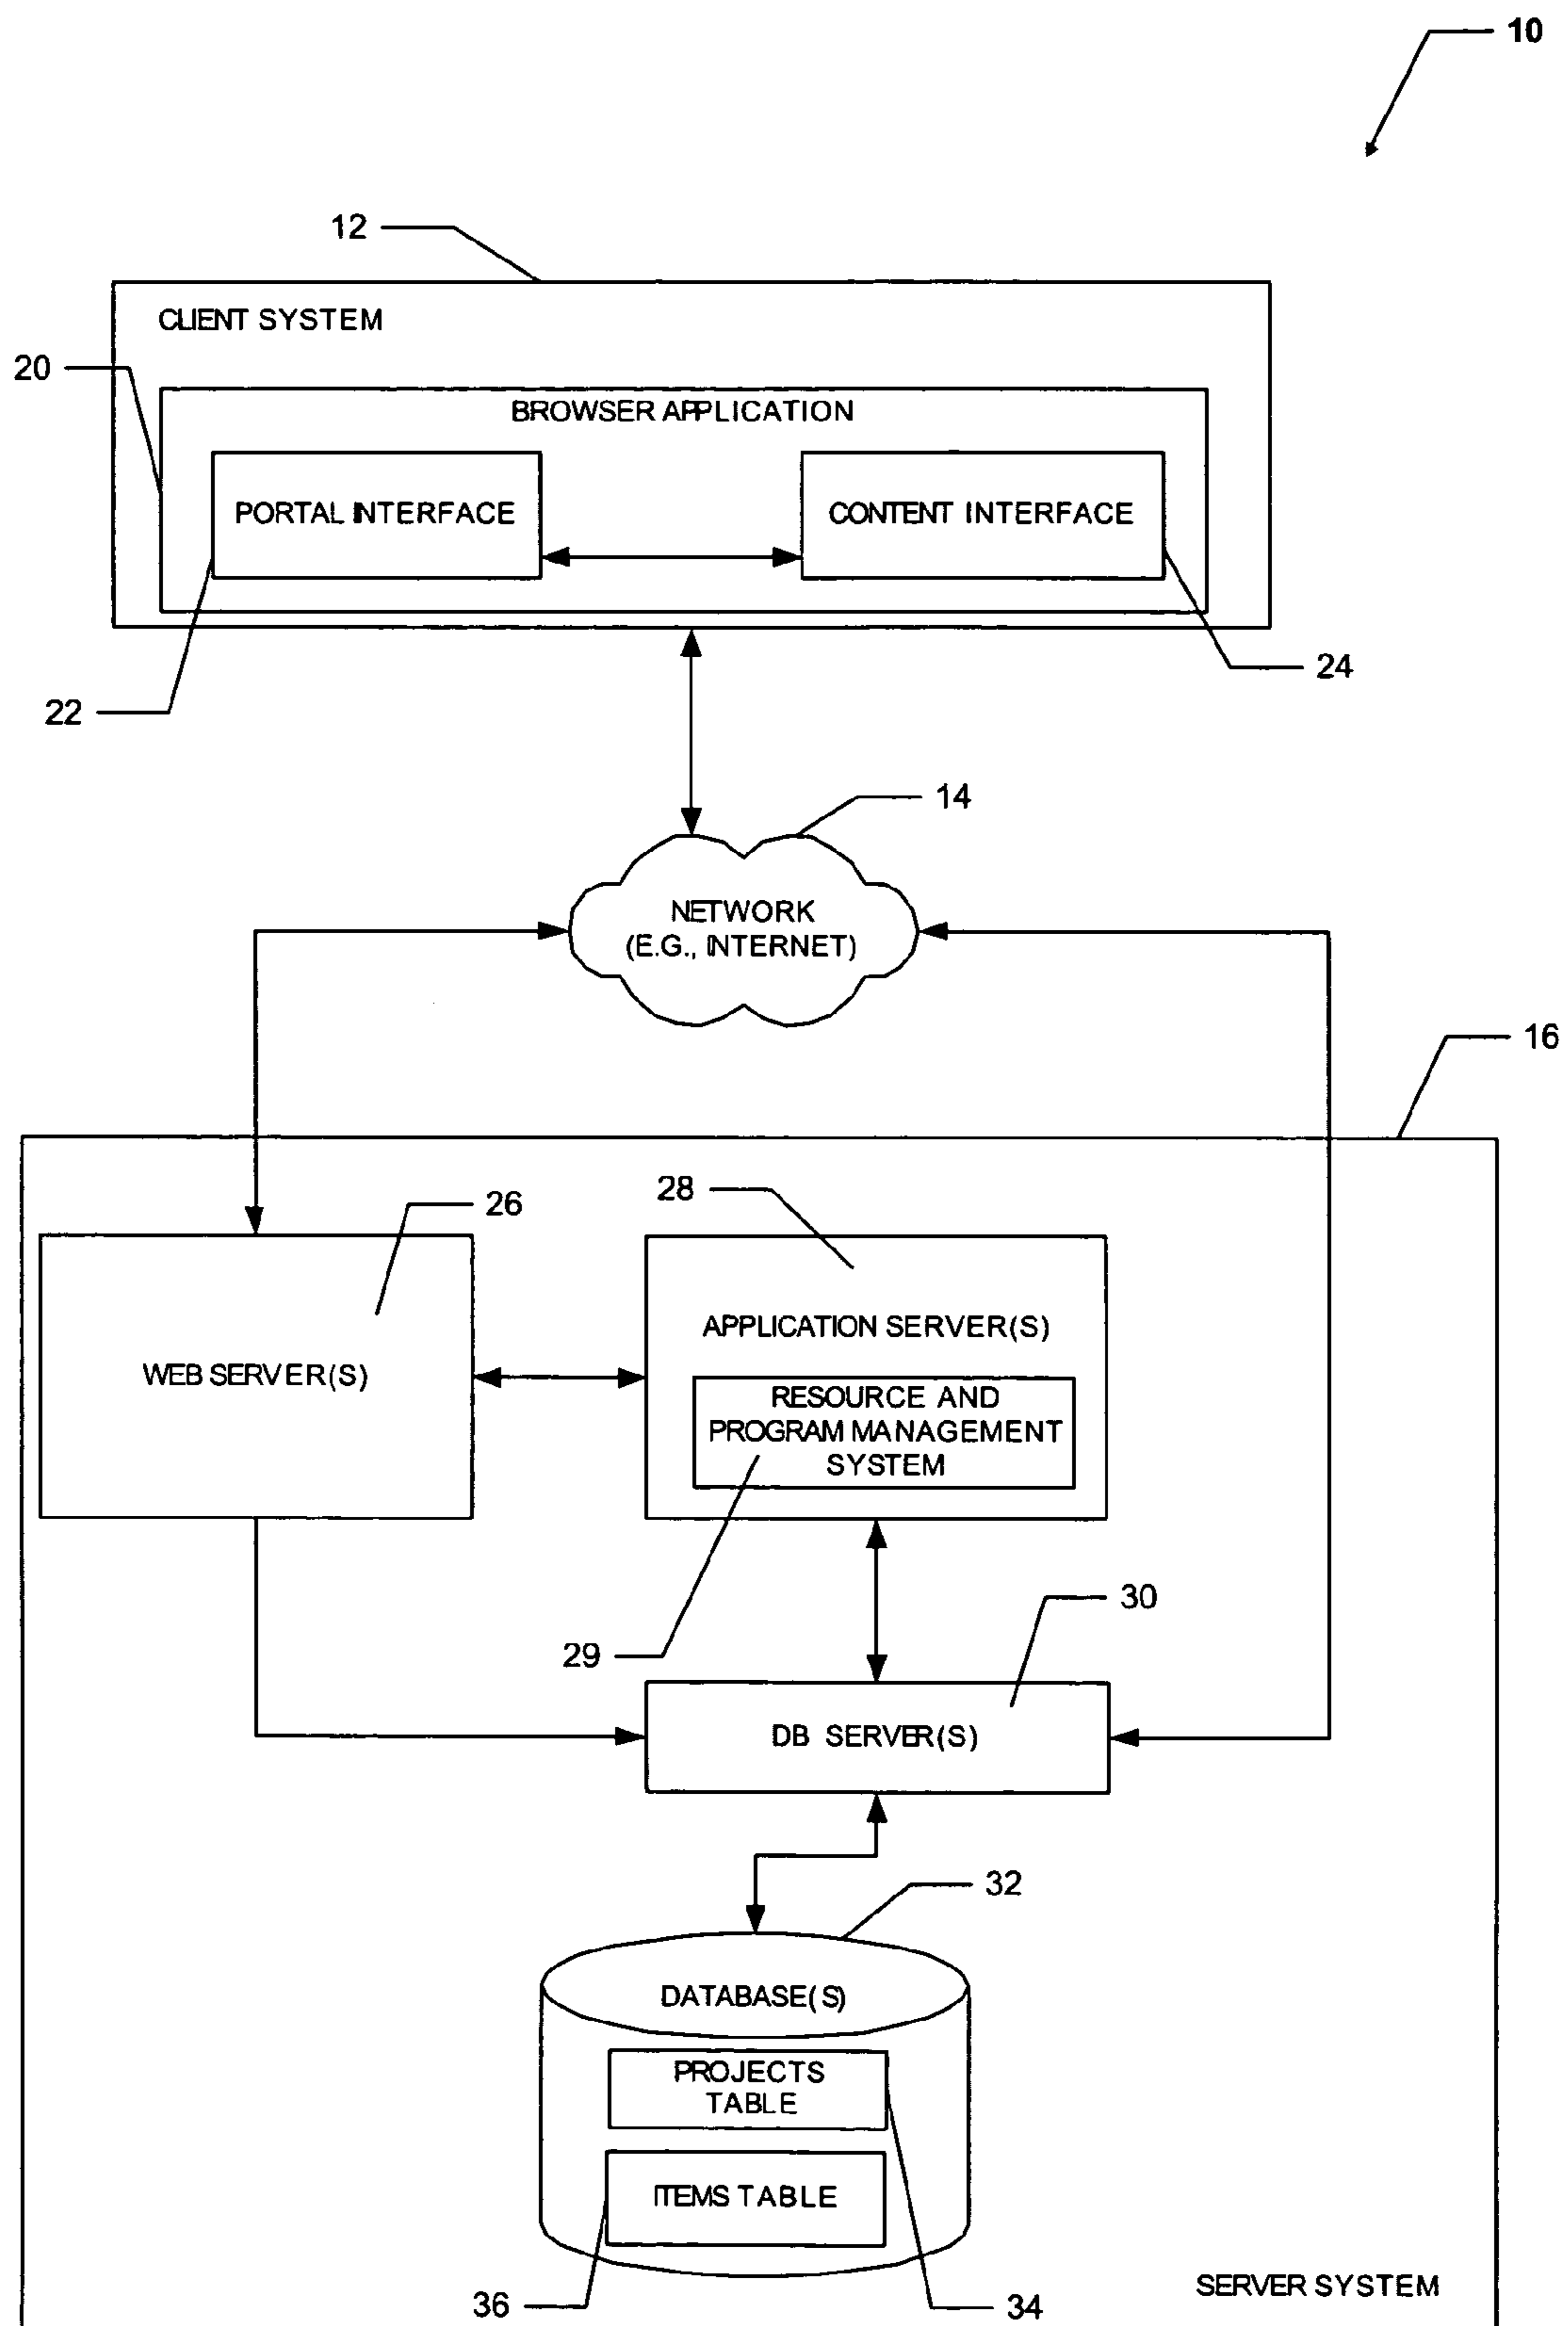 10
12
CLIENT SYSTEM
20
BROWSER APPLICATION
PORTAL INTERFACE
CONTENT INTERFACE
24
22
14
NETWORK
(E.G., INTERNET)
16
26
28
APPLICATION SERVER(S)
WEB SERVER(S)
RESOURCE AND
PROGRAM MANAGEMENT
SYSTEM
30
29
DB SERVER(S)
32
DATABASE(S)
PROJECTS
TABLE
ITEMS TABLE
SERVER SYSTEM
36
34